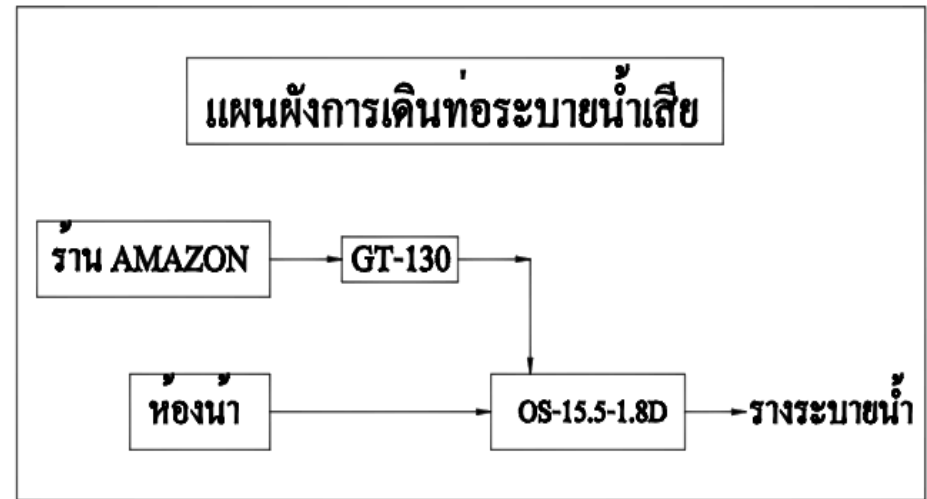 แผนผังการเดินท่อระบายน้ำเสีย
ร้าน AMAZON
GT-130
ห้องน้ำ
OS-15.5-1.8D
รางระบายน้ำ